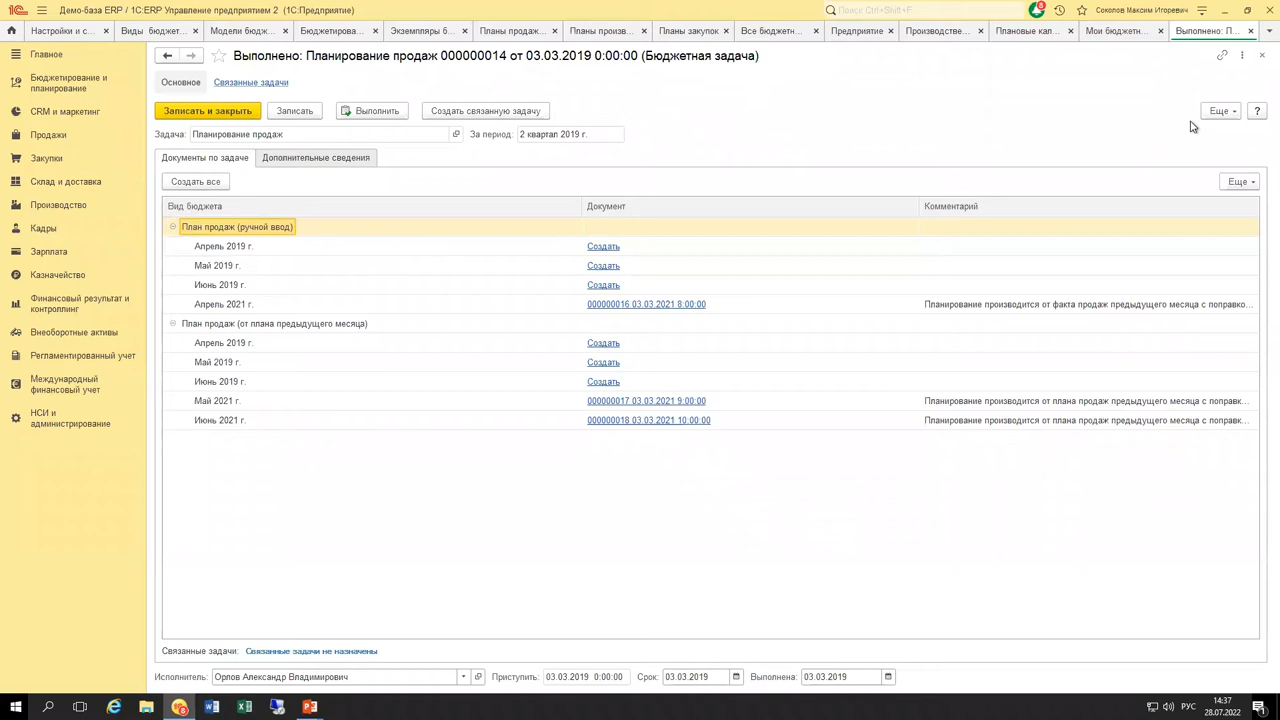 Демо-база ERP / 1С:ERP Управление предприятием 2 (1С:Предприятие)
Поиск Ctrl+Shift+F
8
Соколов Максим Игоревич
Настройки и с...
Виды бюджет...
Модели бюдж...
Бюджетирова...
Экземпляры б...
Планы продаж...
Планы произв...
Планы закупок
Все бюджетн...
Предприятие
Производстве...
Плановые кал...
Мои бюджетн...
Выполнено: П...
Главное
Бюджетирование и
планирование
CRM и маркетинг
Продажи
Закупки
Склад и доставка
Производство
Кадры
Зарплата
Казначейство
Финансовый результат и
контроллинг
Внеоборотные активы
Регламентированный учет
Международный
финансовый учет
НСИ и
администрирование
Выполнено: Планирование продаж 000000014 от 03.03.2019 0:00:00 (Бюджетная задача)
Основное Связанные задачи
Записать и закрыть Записать Выполнить Создать связанную задачу Еще ?
Задача: Планирование продаж За период: 2 квартал 2019 г.
Документы по задаче Дополнительные сведения
Создать все Еще
Вид бюджета Документ Комментарий
План продаж (ручной ввод)
Апрель 2019 г. Создать
Май 2019 г. Создать
Июнь 2019 г. Создать
Апрель 2021 г. 000000016 03.03.2021 8:00:00 Планирование производится от факта продаж предыдущего месяца с поправко...
План продаж (от плана предыдущего месяца)
Апрель 2019 г. Создать
Май 2019 г. Создать
Июнь 2019 г. Создать
Май 2021 г. 000000017 03.03.2021 9:00:00 Планирование производится от плана продаж предыдущего месяца с поправк...
Июнь 2021 г. 000000018 03.03.2021 10:00:00 Планирование производится от плана продаж предыдущего месяца с поправк...
Связанные задачи: Связанные задачи не назначены
Исполнитель: Орлов Александр Владимирович Приступить: 03.03.2019 0:00:00 Срок: 03.03.2019 Выполнена: 03.03.2019
РУС
14:37
28.07.2022